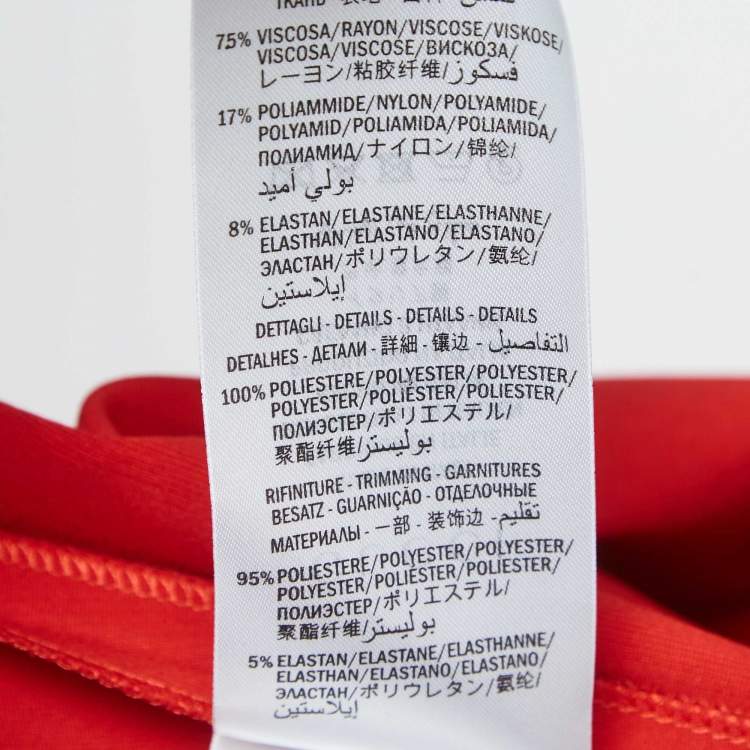 75% VISCOSA/RAYON/VISCOSE/VISKOSE/
VISCOSA/VISCOSE/ВИСКОЗА/
レーヨン/粘胶纤维/فسكوز
17% POLIAMMIDE/NYLON/POLYAMIDE/
POLYAMID/POLIAMIDA/POLIAMIDA/
ПОЛИАМИД/ナイロン/锦纶/
بولي أميد
8% ELASTAN/ELASTANE/ELASTHANNE/
ELASTHAN/ELASTANO/ELASTANO/
ЭЛАСТАН/ポリウレタン/氨纶/
إيلاستين
DETTAGLI - DETAILS - DETAILS - DETAILS
DETALHES - ДЕТАЛИ - 詳細 - 镶边 - التفاصيل
100% POLIESTERE/POLYESTER/POLYESTER/
POLYESTER/POLIÉSTER/POLIESTER/
ПОЛИЭСТЕР/ポリエステル/
聚酯纤维/بوليستر
RIFINITURE - TRIMMING - GARNITURES
BESATZ - GUARNIÇÃO - ОТДЕЛОЧНЫЕ
МАТЕРИАЛЫ - 一部 - 装饰边 - تقليم
95% POLIESTERE/POLYESTER/POLYESTER/
POLYESTER/POLIÉSTER/POLIESTER/
ПОЛИЭСТЕР/ポリエステル/
聚酯纤维/بوليستر
5% ELASTAN/ELASTANE/ELASTHANNE/
ELASTHAN/ELASTANO/ELASTANO/
ЭЛАСТАН/ポリウレタン/氨纶/
إيلاستين